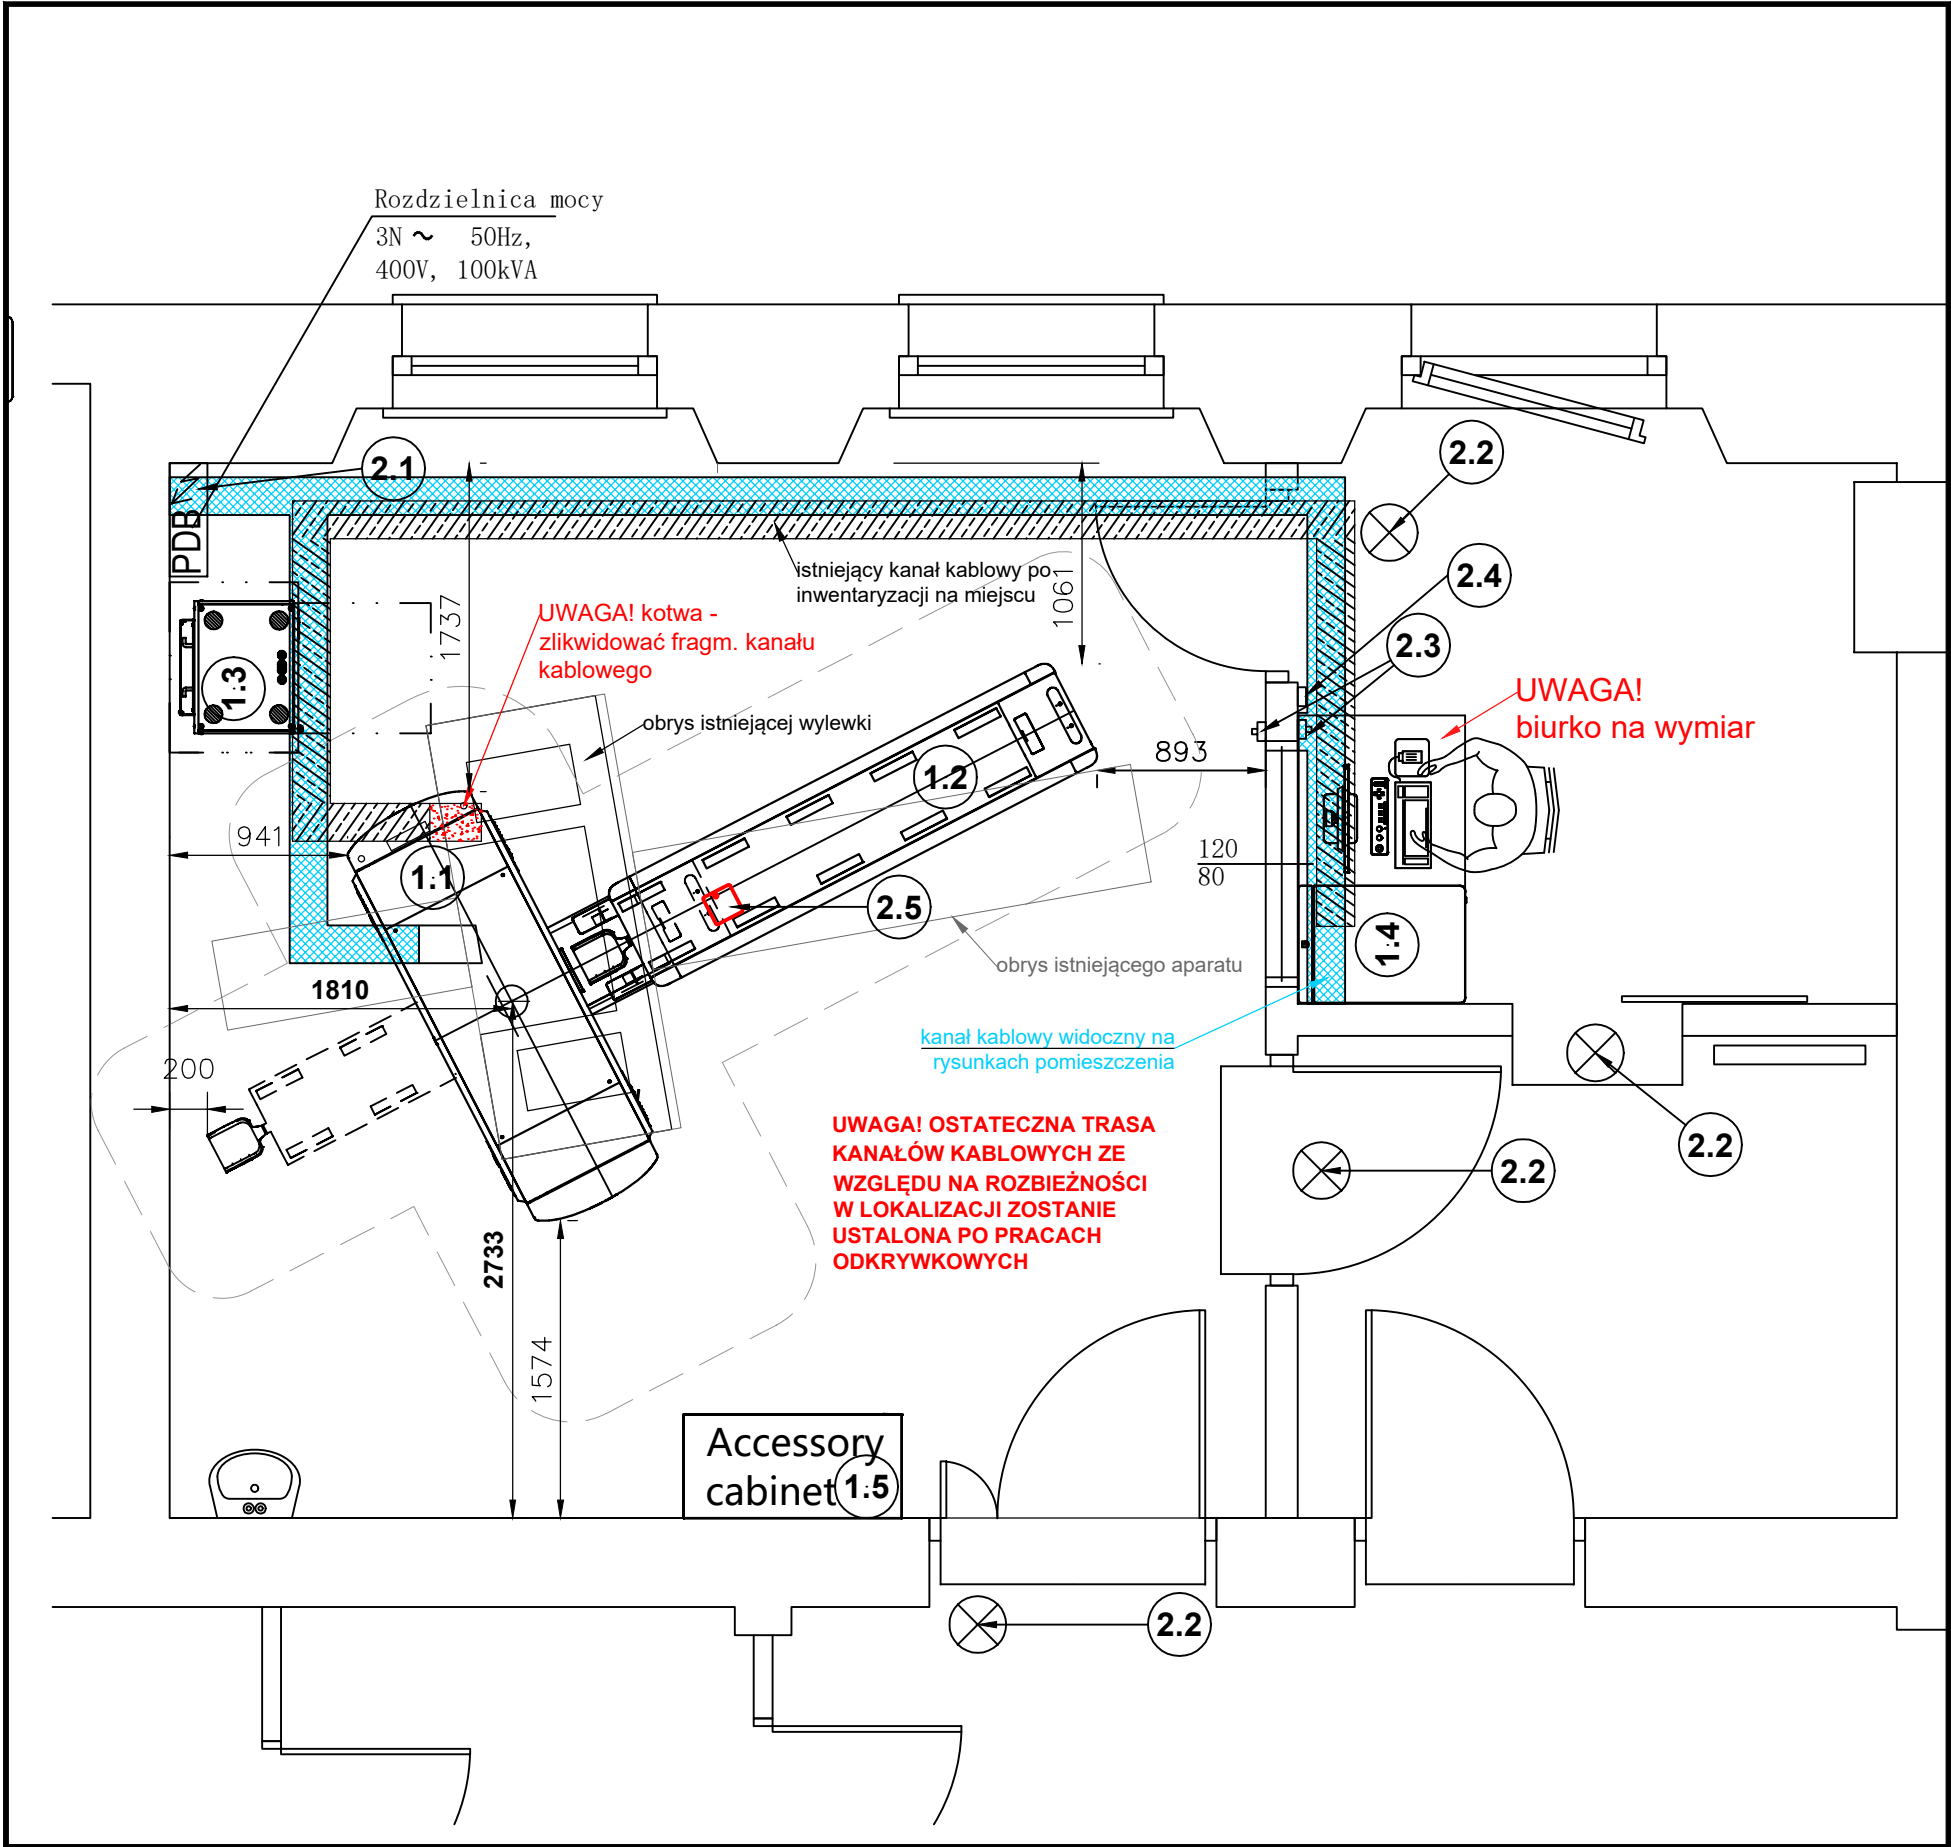 Rozdzielnica mocy
3N ~ 50Hz,
400V, 100kVA
2.1
2.2
PDB
istniejący kanał kablowy po
inwentaryzacji na miejscu
1061
2.4
1737
UWAGA! kotwa -
zlikwidować fragm. kanału
kablowego
2.3
1.3
UWAGA!
biurko na wymiar
obrys istniejącej wylewki
893
1.2
941
1.1
120
80
2.5
1.4
obrys istniejącego aparatu
1810
kanał kablowy widoczny na
rysunkach pomieszczenia
200
UWAGA! OSTATECZNA TRASA
KANAŁÓW KABLOWYCH ZE
WZGLĘDU NA ROZBIEŻNOŚCI
W LOKALIZACJI ZOSTANIE
USTALONA PO PRACACH
ODKRYWKOWYCH
2.2
2.2
2733
1574
Accessory
cabinet
1.5
2.2